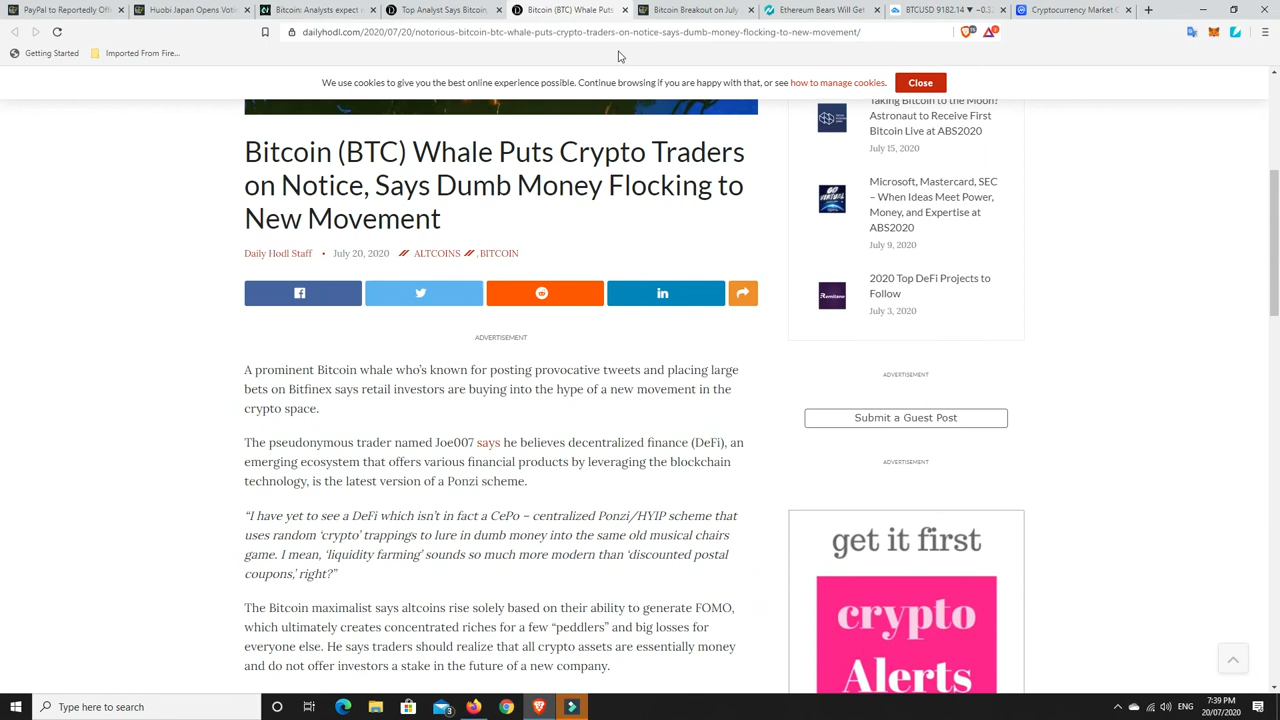 PayPal to Reportedly Offe
Huobi Japan Opens Votin
Bitcoin Analysts expect
Top Analyst Says Bitcoin
Bitcoin (BTC) Whale Puts
Bitcoin Breakout on July
Ethereum Bears Will Get
BTCUSD 9182.14 ▼ −0.3
Cryptocurrency Market C
dailyhodl.com/2020/07/20/notorious-bitcoin-btc-whale-puts-crypto-traders-on-notice-says-dumb-money-flocking-to-new-movement/
Getting Started
Imported From Fire...
We use cookies to give you the best online experience possible. Continue browsing if you are happy with that, or see how to manage cookies.
Close
Bitcoin (BTC) Whale Puts Crypto Traders
on Notice, Says Dumb Money Flocking to
New Movement
Daily Hodl Staff • July 20, 2020 // ALTCOINS // , BITCOIN
ADVERTISEMENT
A prominent Bitcoin whale who's known for posting provocative tweets and placing large
bets on Bitfinex says retail investors are buying into the hype of a new movement in the
crypto space.
The pseudonymous trader named Joe007 says he believes decentralized finance (DeFi), an
emerging ecosystem that offers various financial products by leveraging the blockchain
technology, is the latest version of a Ponzi scheme.
“I have yet to see a DeFi which isn't in fact a CePo – centralized Ponzi/HYIP scheme that
uses random ‘crypto’ trappings to lure in dumb money into the same old musical chairs
game. I mean, ‘liquidity farming’ sounds so much more modern than ‘discounted postal
coupons,’ right?”
The Bitcoin maximalist says altcoins rise solely based on their ability to generate FOMO,
which ultimately creates concentrated riches for a few “peddlers” and big losses for
everyone else. He says traders should realize that all crypto assets are essentially money
and do not offer investors a stake in the future of a new company.
Taking Bitcoin to the Moon?
Astronaut to Receive First
Bitcoin Live at ABS2020
July 15, 2020
GO
VIRTUAL
Microsoft, Mastercard, SEC
– When Ideas Meet Power,
Money, and Expertise at
ABS2020
July 9, 2020
Remitano
2020 Top DeFi Projects to
Follow
July 3, 2020
ADVERTISEMENT
Submit a Guest Post
ADVERTISEMENT
get it first
crypto
Alerts
Type here to search
ENG
7:39 PM
20/07/2020